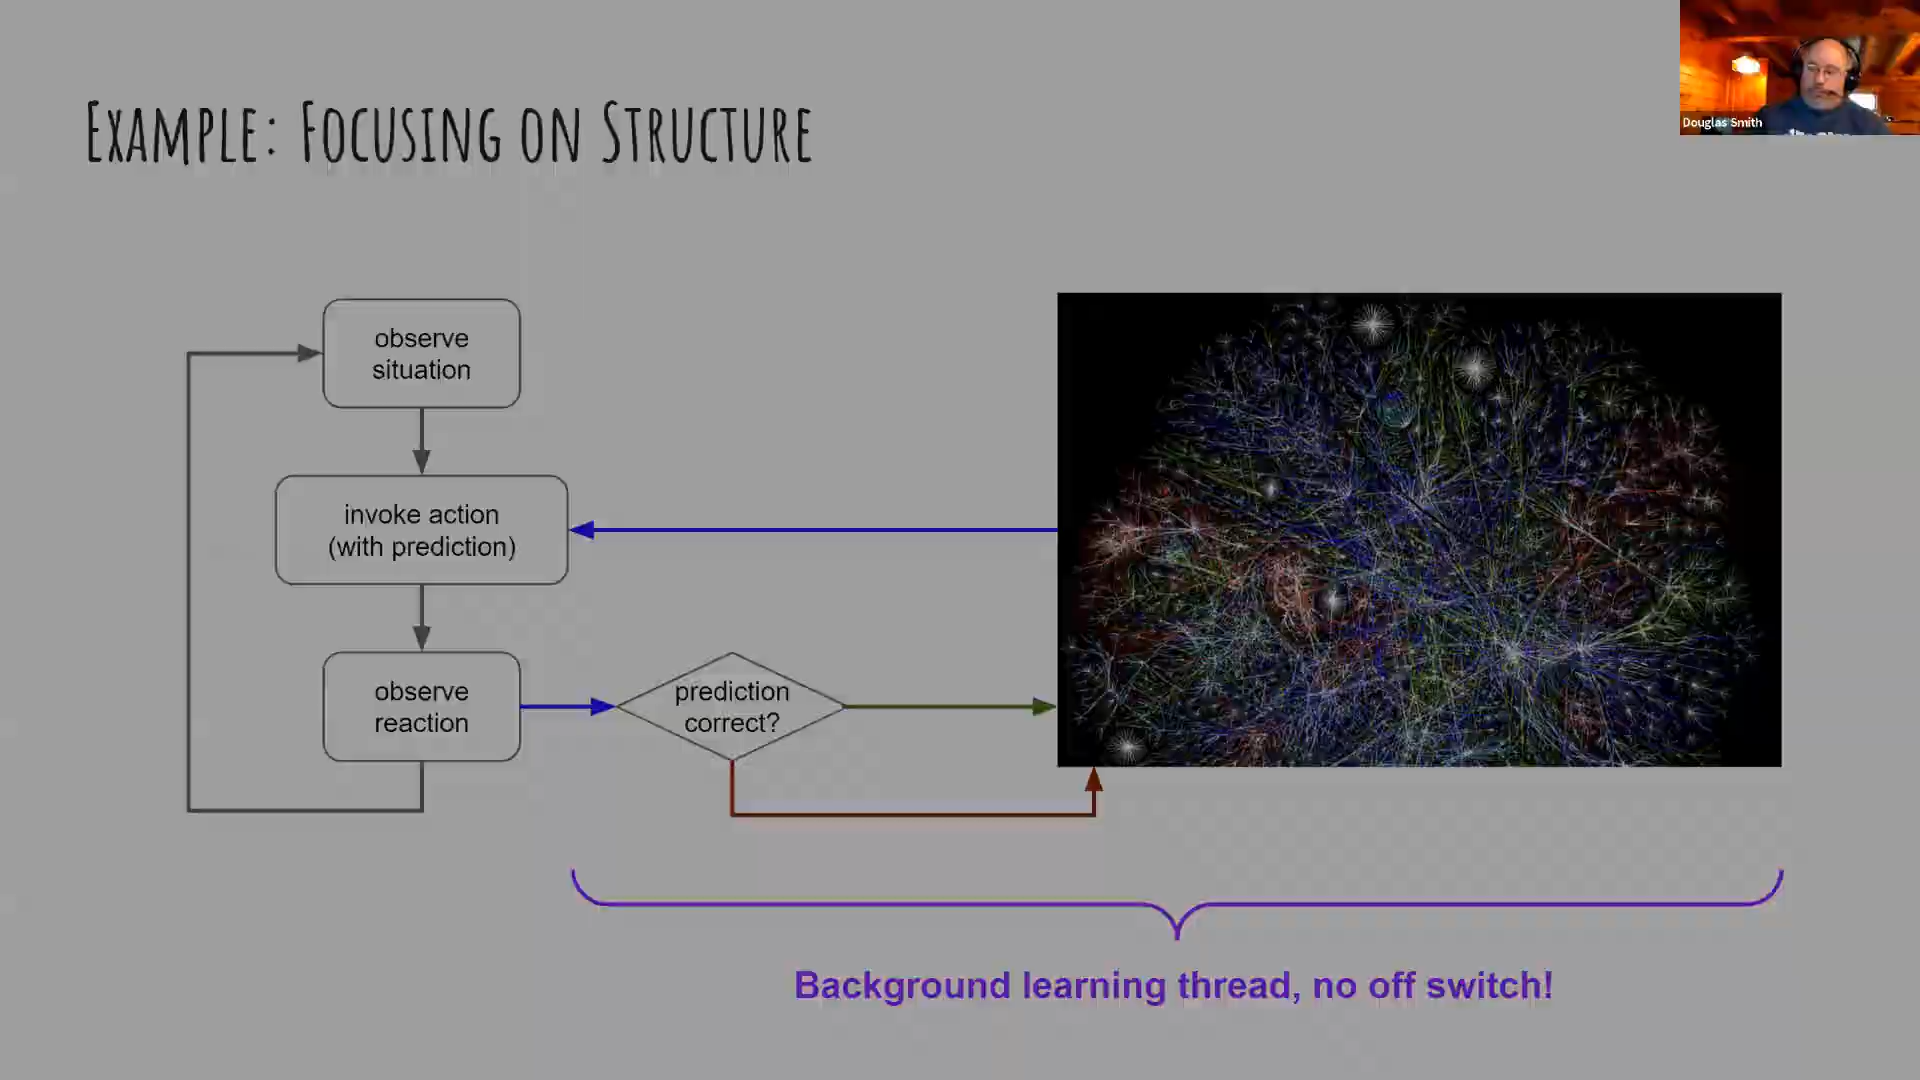 Example: Focusing on Structure
Douglas Smith
observe
situation
invoke action
(with prediction)
observe
reaction
prediction
correct?
Background learning thread, no off switch!